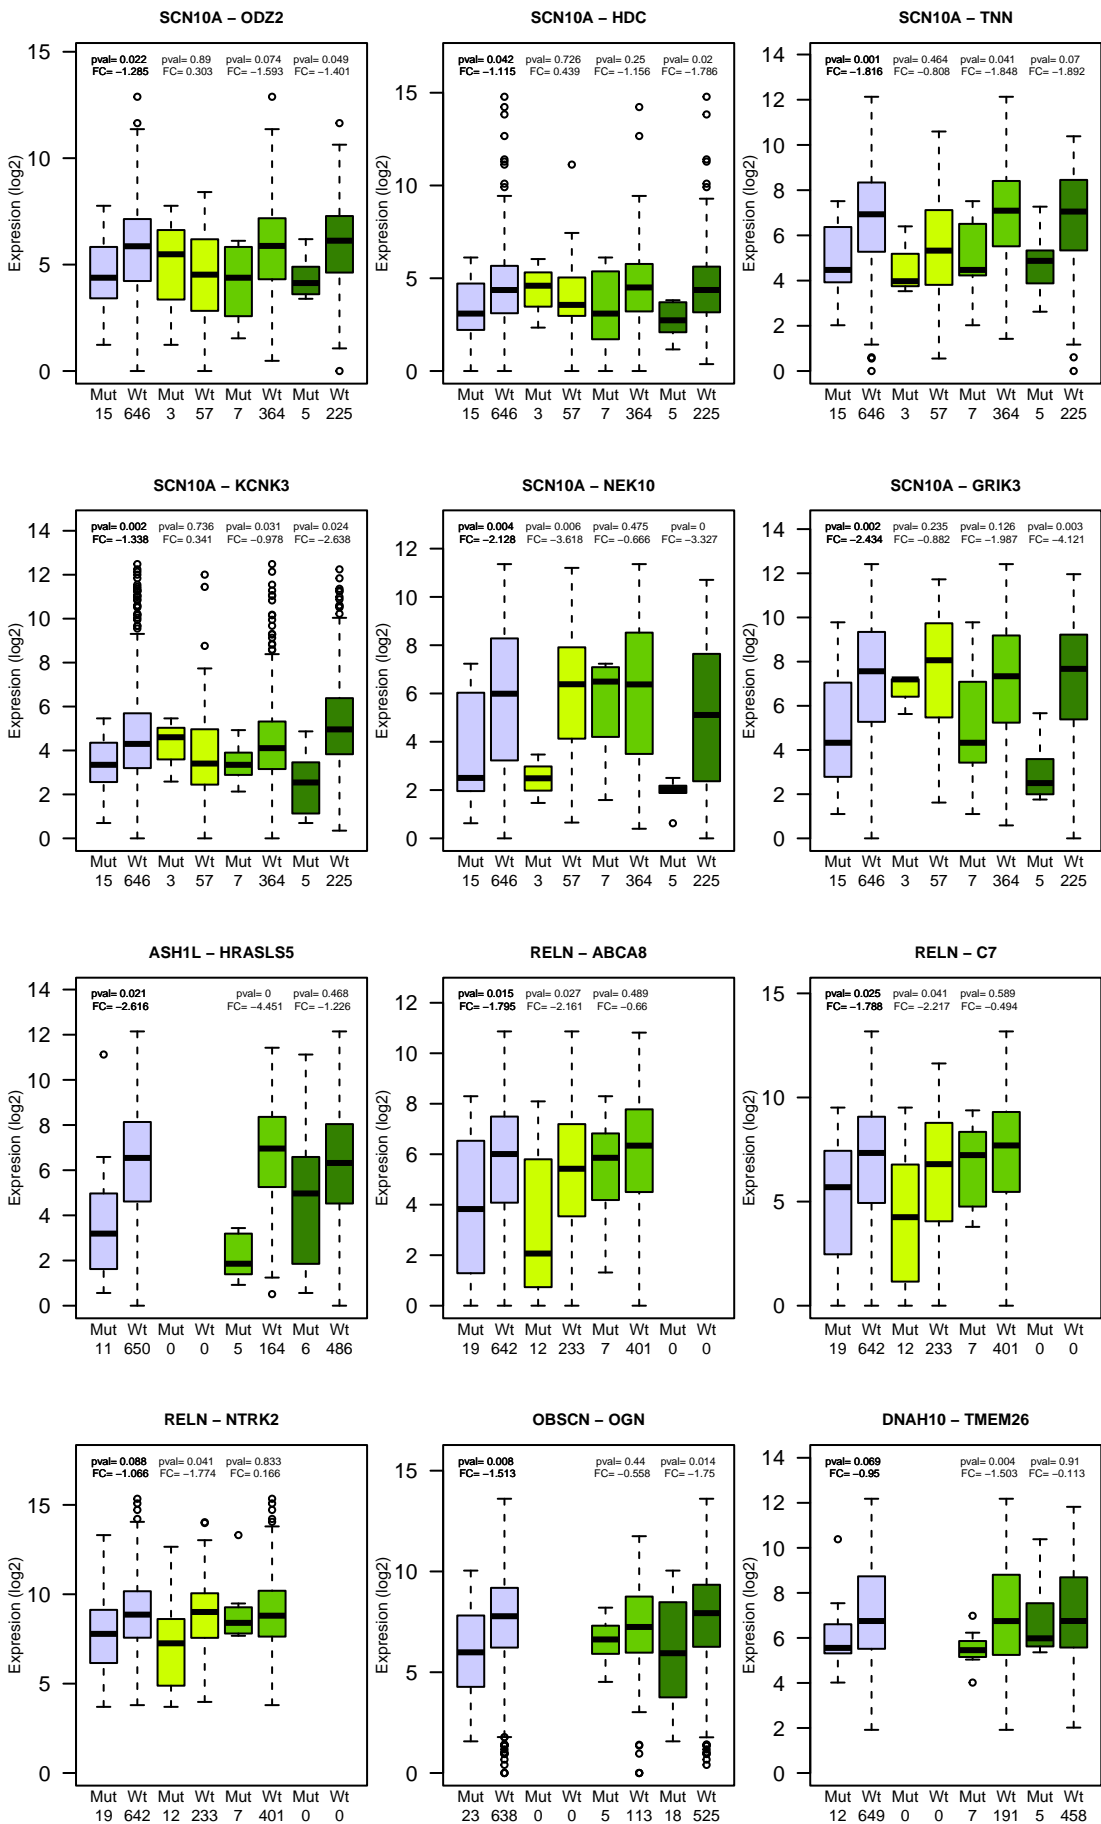 SCN10A – ODZ2
pval= 0.022 pval= 0.89 pval= 0.074 pval= 0.049
FC= −1.285 FC= 0.303 FC= −1.593 FC= −1.401
Expresion (log2)
15
10
5
0
Mut Wt Mut Wt Mut Wt Mut Wt
15 646 3 57 7 364 5 225
SCN10A – HDC
pval= 0.042 pval= 0.726 pval= 0.25 pval= 0.02
FC= −1.115 FC= 0.439 FC= −1.156 FC= −1.786
Expresion (log2)
15
10
5
0
Mut Wt Mut Wt Mut Wt Mut Wt
15 646 3 57 7 364 5 225
SCN10A – TNN
pval= 0.001 pval= 0.464 pval= 0.041 pval= 0.07
FC= −1.816 FC= −0.808 FC= −1.848 FC= −1.892
Expresion (log2)
14
12
10
8
6
4
2
0
Mut Wt Mut Wt Mut Wt Mut Wt
15 646 3 57 7 364 5 225
SCN10A – KCNK3
pval= 0.002 pval= 0.736 pval= 0.031 pval= 0.024
FC= −1.338 FC= 0.341 FC= −0.978 FC= −2.638
Expresion (log2)
14
12
10
8
6
4
2
0
Mut Wt Mut Wt Mut Wt Mut Wt
15 646 3 57 7 364 5 225
SCN10A – NEK10
pval= 0.004 pval= 0.006 pval= 0.475 pval= 0
FC= −2.128 FC= −3.618 FC= −0.666 FC= −3.327
Expresion (log2)
12
10
8
6
4
2
0
Mut Wt Mut Wt Mut Wt Mut Wt
15 646 3 57 7 364 5 225
SCN10A – GRIK3
pval= 0.002 pval= 0.235 pval= 0.126 pval= 0.003
FC= −2.434 FC= −0.882 FC= −1.987 FC= −4.121
Expresion (log2)
14
12
10
8
6
4
2
0
Mut Wt Mut Wt Mut Wt Mut Wt
15 646 3 57 7 364 5 225
ASH1L – HRASLS5
pval= 0.021 pval= 0 pval= 0.468
FC= −2.616 FC= −4.451 FC= −1.226
Expresion (log2)
14
12
10
8
6
4
2
0
Mut Wt Mut Wt Mut Wt Mut Wt
11 650 0 0 5 164 6 486
RELN – ABCA8
pval= 0.015 pval= 0.027 pval= 0.489
FC= −1.795 FC= −2.161 FC= −0.66
Expresion (log2)
12
10
8
6
4
2
0
Mut Wt Mut Wt Mut Wt Mut Wt
19 642 12 233 7 401 0 0
RELN – C7
pval= 0.025 pval= 0.041 pval= 0.589
FC= −1.788 FC= −2.217 FC= −0.494
Expresion (log2)
15
10
5
0
Mut Wt Mut Wt Mut Wt Mut Wt
19 642 12 233 7 401 0 0
RELN – NTRK2
pval= 0.088 pval= 0.041 pval= 0.833
FC= −1.066 FC= −1.774 FC= 0.166
Expresion (log2)
15
10
5
0
Mut Wt Mut Wt Mut Wt Mut Wt
19 642 12 233 7 401 0 0
OBSCN – OGN
pval= 0.008 pval= 0.44 pval= 0.014
FC= −1.513 FC= −0.558 FC= −1.75
Expresion (log2)
15
10
5
0
Mut Wt Mut Wt Mut Wt Mut Wt
23 638 0 0 5 113 18 525
DNAH10 – TMEM26
pval= 0.069 pval= 0.004 pval= 0.91
FC= −0.95 FC= −1.503 FC= −0.113
Expresion (log2)
14
12
10
8
6
4
2
0
Mut Wt Mut Wt Mut Wt Mut Wt
12 649 0 0 7 191 5 458